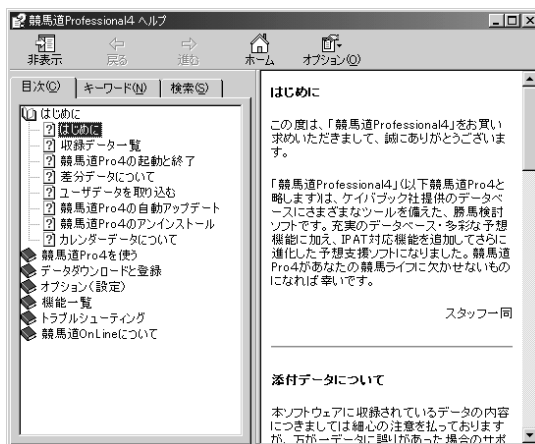 競馬道Professional4 ヘルプ
非表示 戻る 進む ホーム オプション(O)
目次(C) キーワード(N) 検索(S)
はじめに
はじめに
収録データ一覧
競馬道Pro4の起動と終了
差分データについて
ユーザデータを取り込む
競馬道Pro4の自動アップデート
競馬道Pro4のアンインストール
カレンダーデータについて
競馬道Pro4を使う
データダウンロードと登録
オプション(設定)
機能一覧
トラブルシューティング
競馬道OnLineについて
はじめに
この度は、「競馬道Professional4」をお買い
求めいただきまして、誠にありがとうございま
す。
「競馬道Professional4」(以下競馬道Pro4と
略します)は、ケイバブック社提供のデータベ
ースにさまざまなツールを備えた、勝馬検討
ソフトです。充実のデータベース・多彩な予想
機能に加え、IPAT対応機能を追加してさらに
進化した予想支援ソフトになりました。競馬道
Pro4があなたの競馬ライフに欠かせないもの
になれば幸いです。
スタッフ一同
添付データについて
本ソフトウェアに収録されているデータの内容
につきましては細心の注意を払っております
が、万が一データに誤りがあった場合のサポ